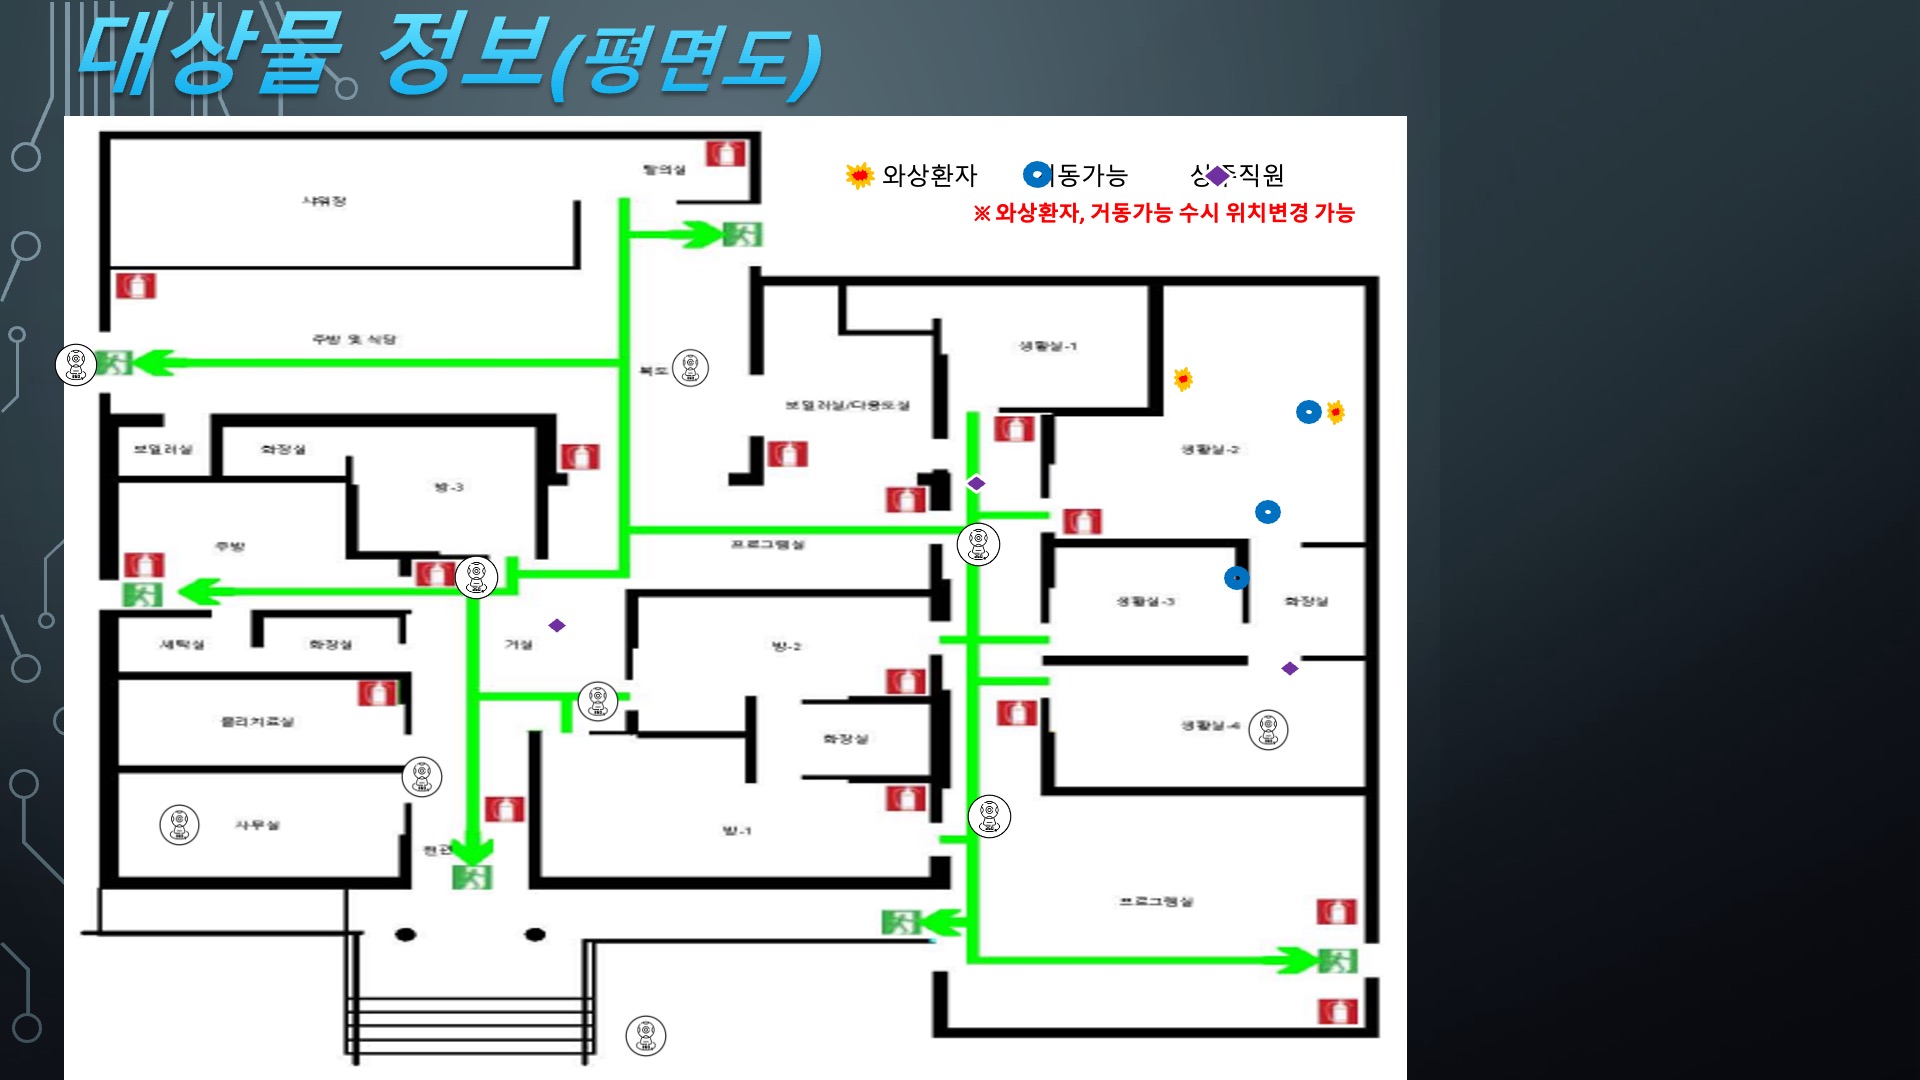 대상물 정보(평면도)
와상환자
거동가능
상주직원
※ 와상환자, 거동가능 수시 위치변경 가능
탈의실
샤워장
주방 및 식당
복도
생활실-1
보일러실/다용도실
보일러실
화장실
생활실-2
방-3
주방
프로그램실
생활실-3
화장실
세탁실
화장실
거실
방-2
물리치료실
화장실
생활실-4
사무실
방-1
현관
프로그램실